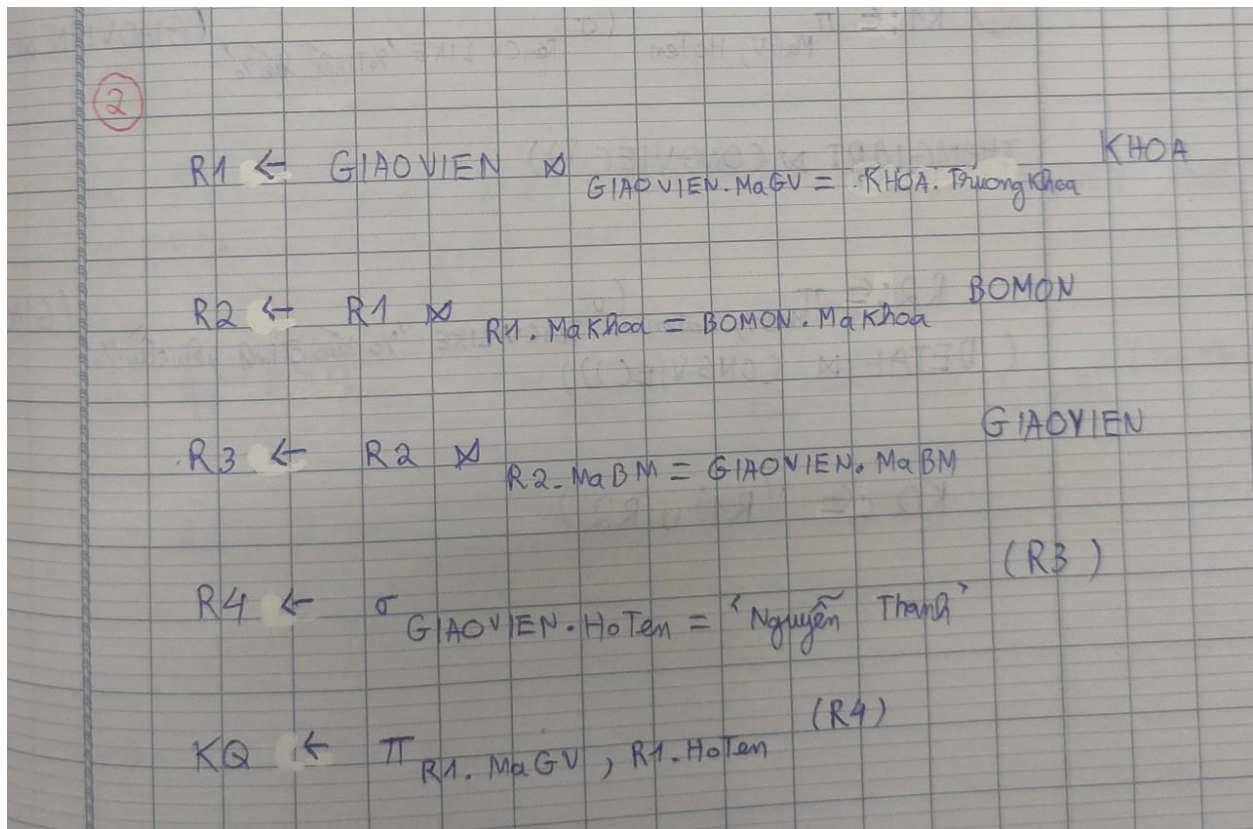 ②
R1 ← GIAOVIEN ⋈ GIAOVIEN.MaGV = KHOA.TrưongKhoa KHOA
R2 ← R1 ⋈ R1.MaKhoa = BOMON.MaKhoa BOMON
R3 ← R2 ⋈ R2.MaBM = GIAOVIEN.MaBM GIAOVIEN
R4 ← σ GIAOVIEN.HoTen = 'Nguyễn Thanh' (R3)
KQ ← π R1.MaGV, R1.HoTen (R4)